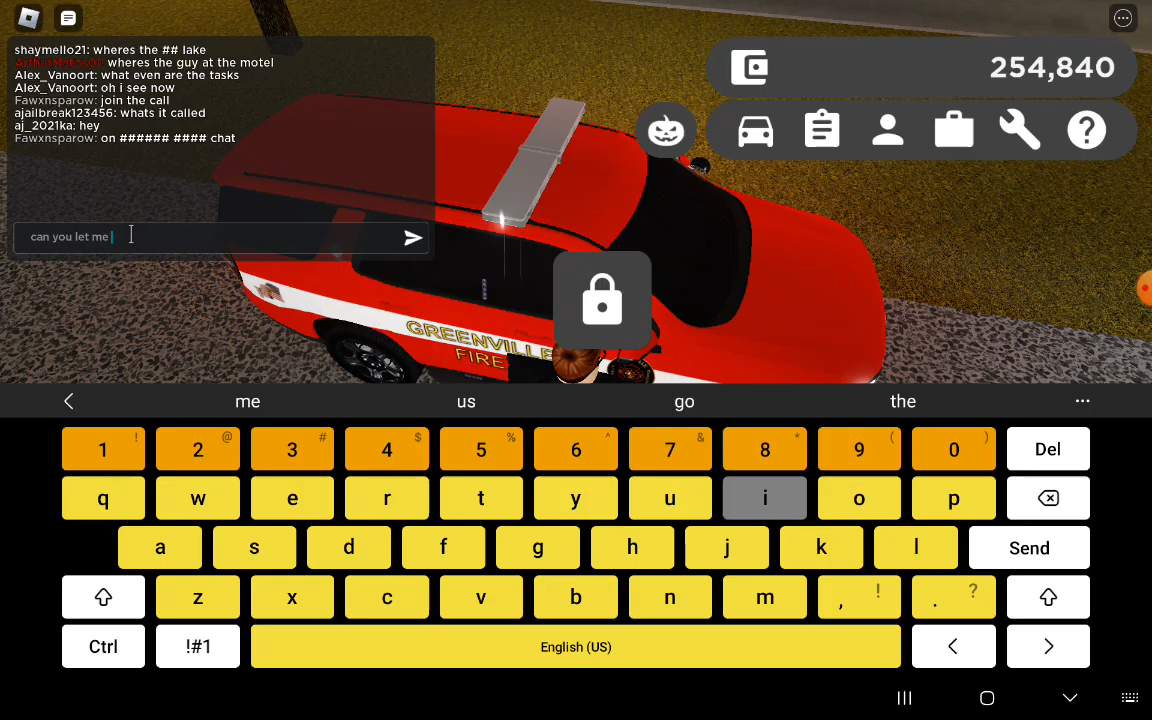 shaymello21: wheres the ## lake
ArthurMatos01: wheres the guy at the motel
Alex_Vanoort: what even are the tasks
Alex_Vanoort: oh i see now
Fawxnsparow: join the call
ajailbreak123456: whats it called
aj_2021ka: hey
Fawxnsparow: on ###### #### chat
can you let me
254,840
GREENVILLE
FIRE
me us go the ...
1 ! 2 @ 3 # 4 $ 5 % 6 ^ 7 & 8 * 9 ( 0 ) Del
q w e r t y u i o p
a s d f g h j k l Send
z x c v b n m , ! . ?
Ctrl !#1 English (US) < >